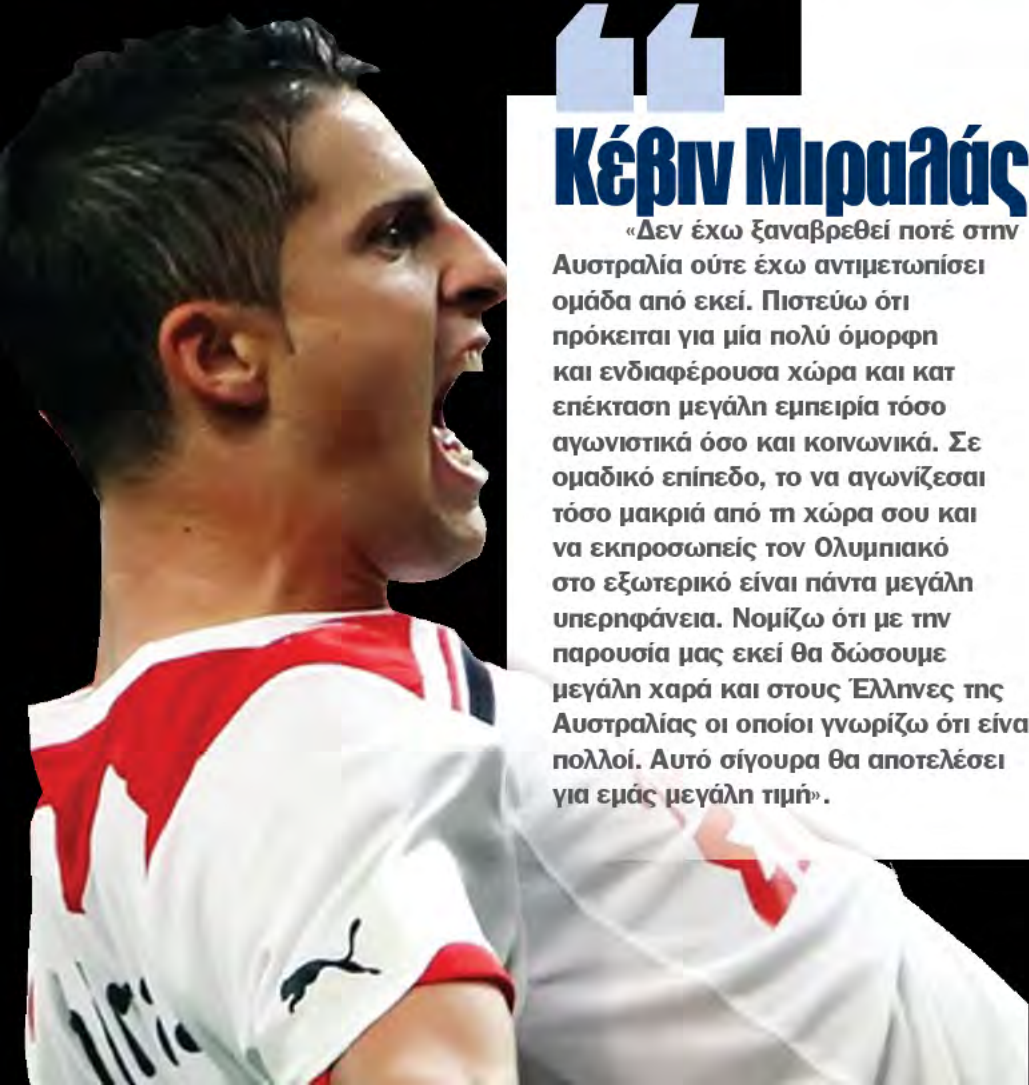 Κέβιν Μιραλάς
«Δεν έχω ξαναβρεθεί ποτέ στην
Αυστραλία ούτε έχω αντιμετωπίσει
ομάδα από εκεί. Πιστεύω ότι
πρόκειται για μία πολύ όμορφη
και ενδιαφέρουσα χώρα και κατ
επέκταση μεγάλη εμπειρία τόσο
αγωνιστικά όσο και κοινωνικά. Σε
ομαδικό επίπεδο, το να αγωνίζεσαι
τόσο μακριά από τη χώρα σου και
να εκπροσωπείς τον Ολυμπιακό
στο εξωτερικό είναι πάντα μεγάλη
υπερηφάνεια. Νομίζω ότι με την
παρουσία μας εκεί θα δώσουμε
μεγάλη χαρά και στους Έλληνες της
Αυστραλίας οι οποίοι γνωρίζω ότι είνα
πολλοί. Αυτό σίγουρα θα αποτελέσει
για εμάς μεγάλη τιμή».